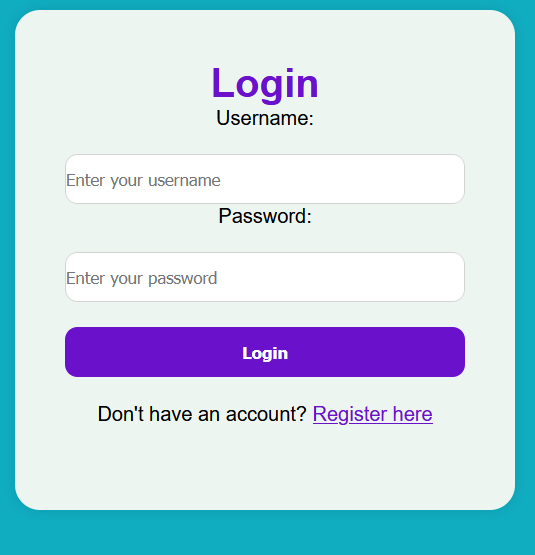 Login
Username:
Enter your username
Password:
Enter your password
Login
Don't have an account? Register here